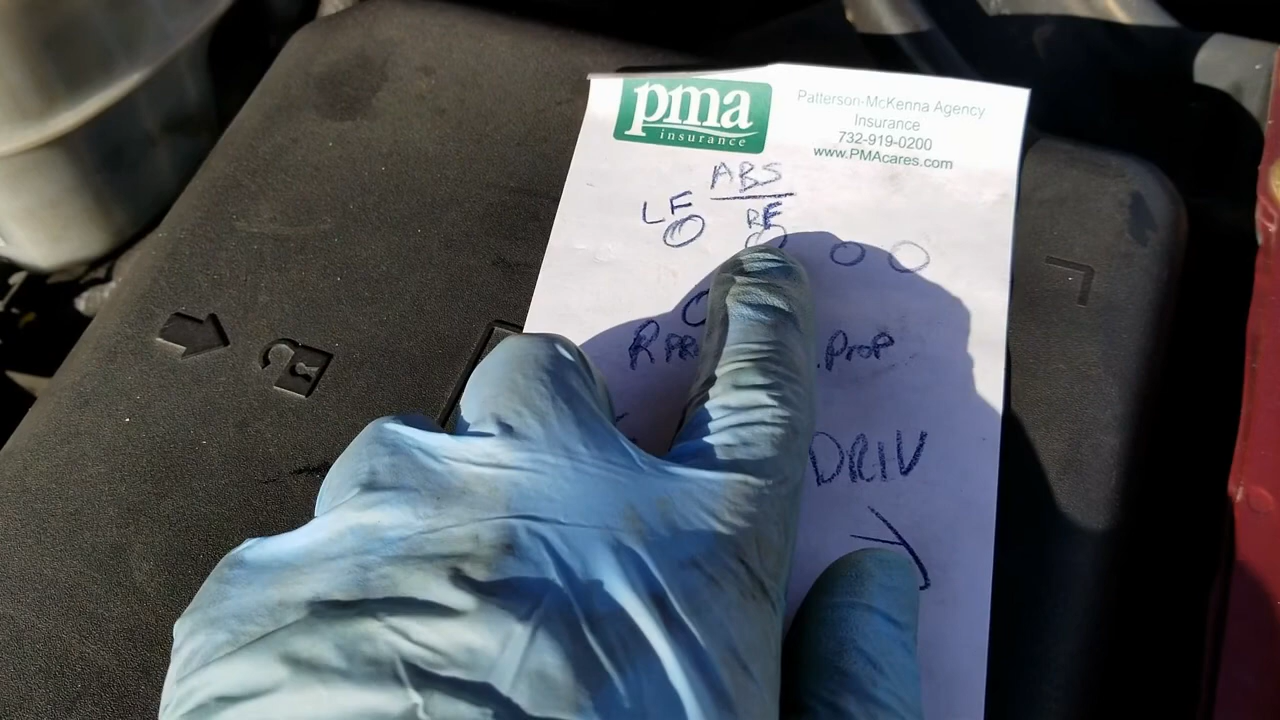 pma
insurance
Patterson-McKenna Agency
Insurance
732-919-0200
www.PMAcares.com
ABS
LF RF
R Prop
DRIV